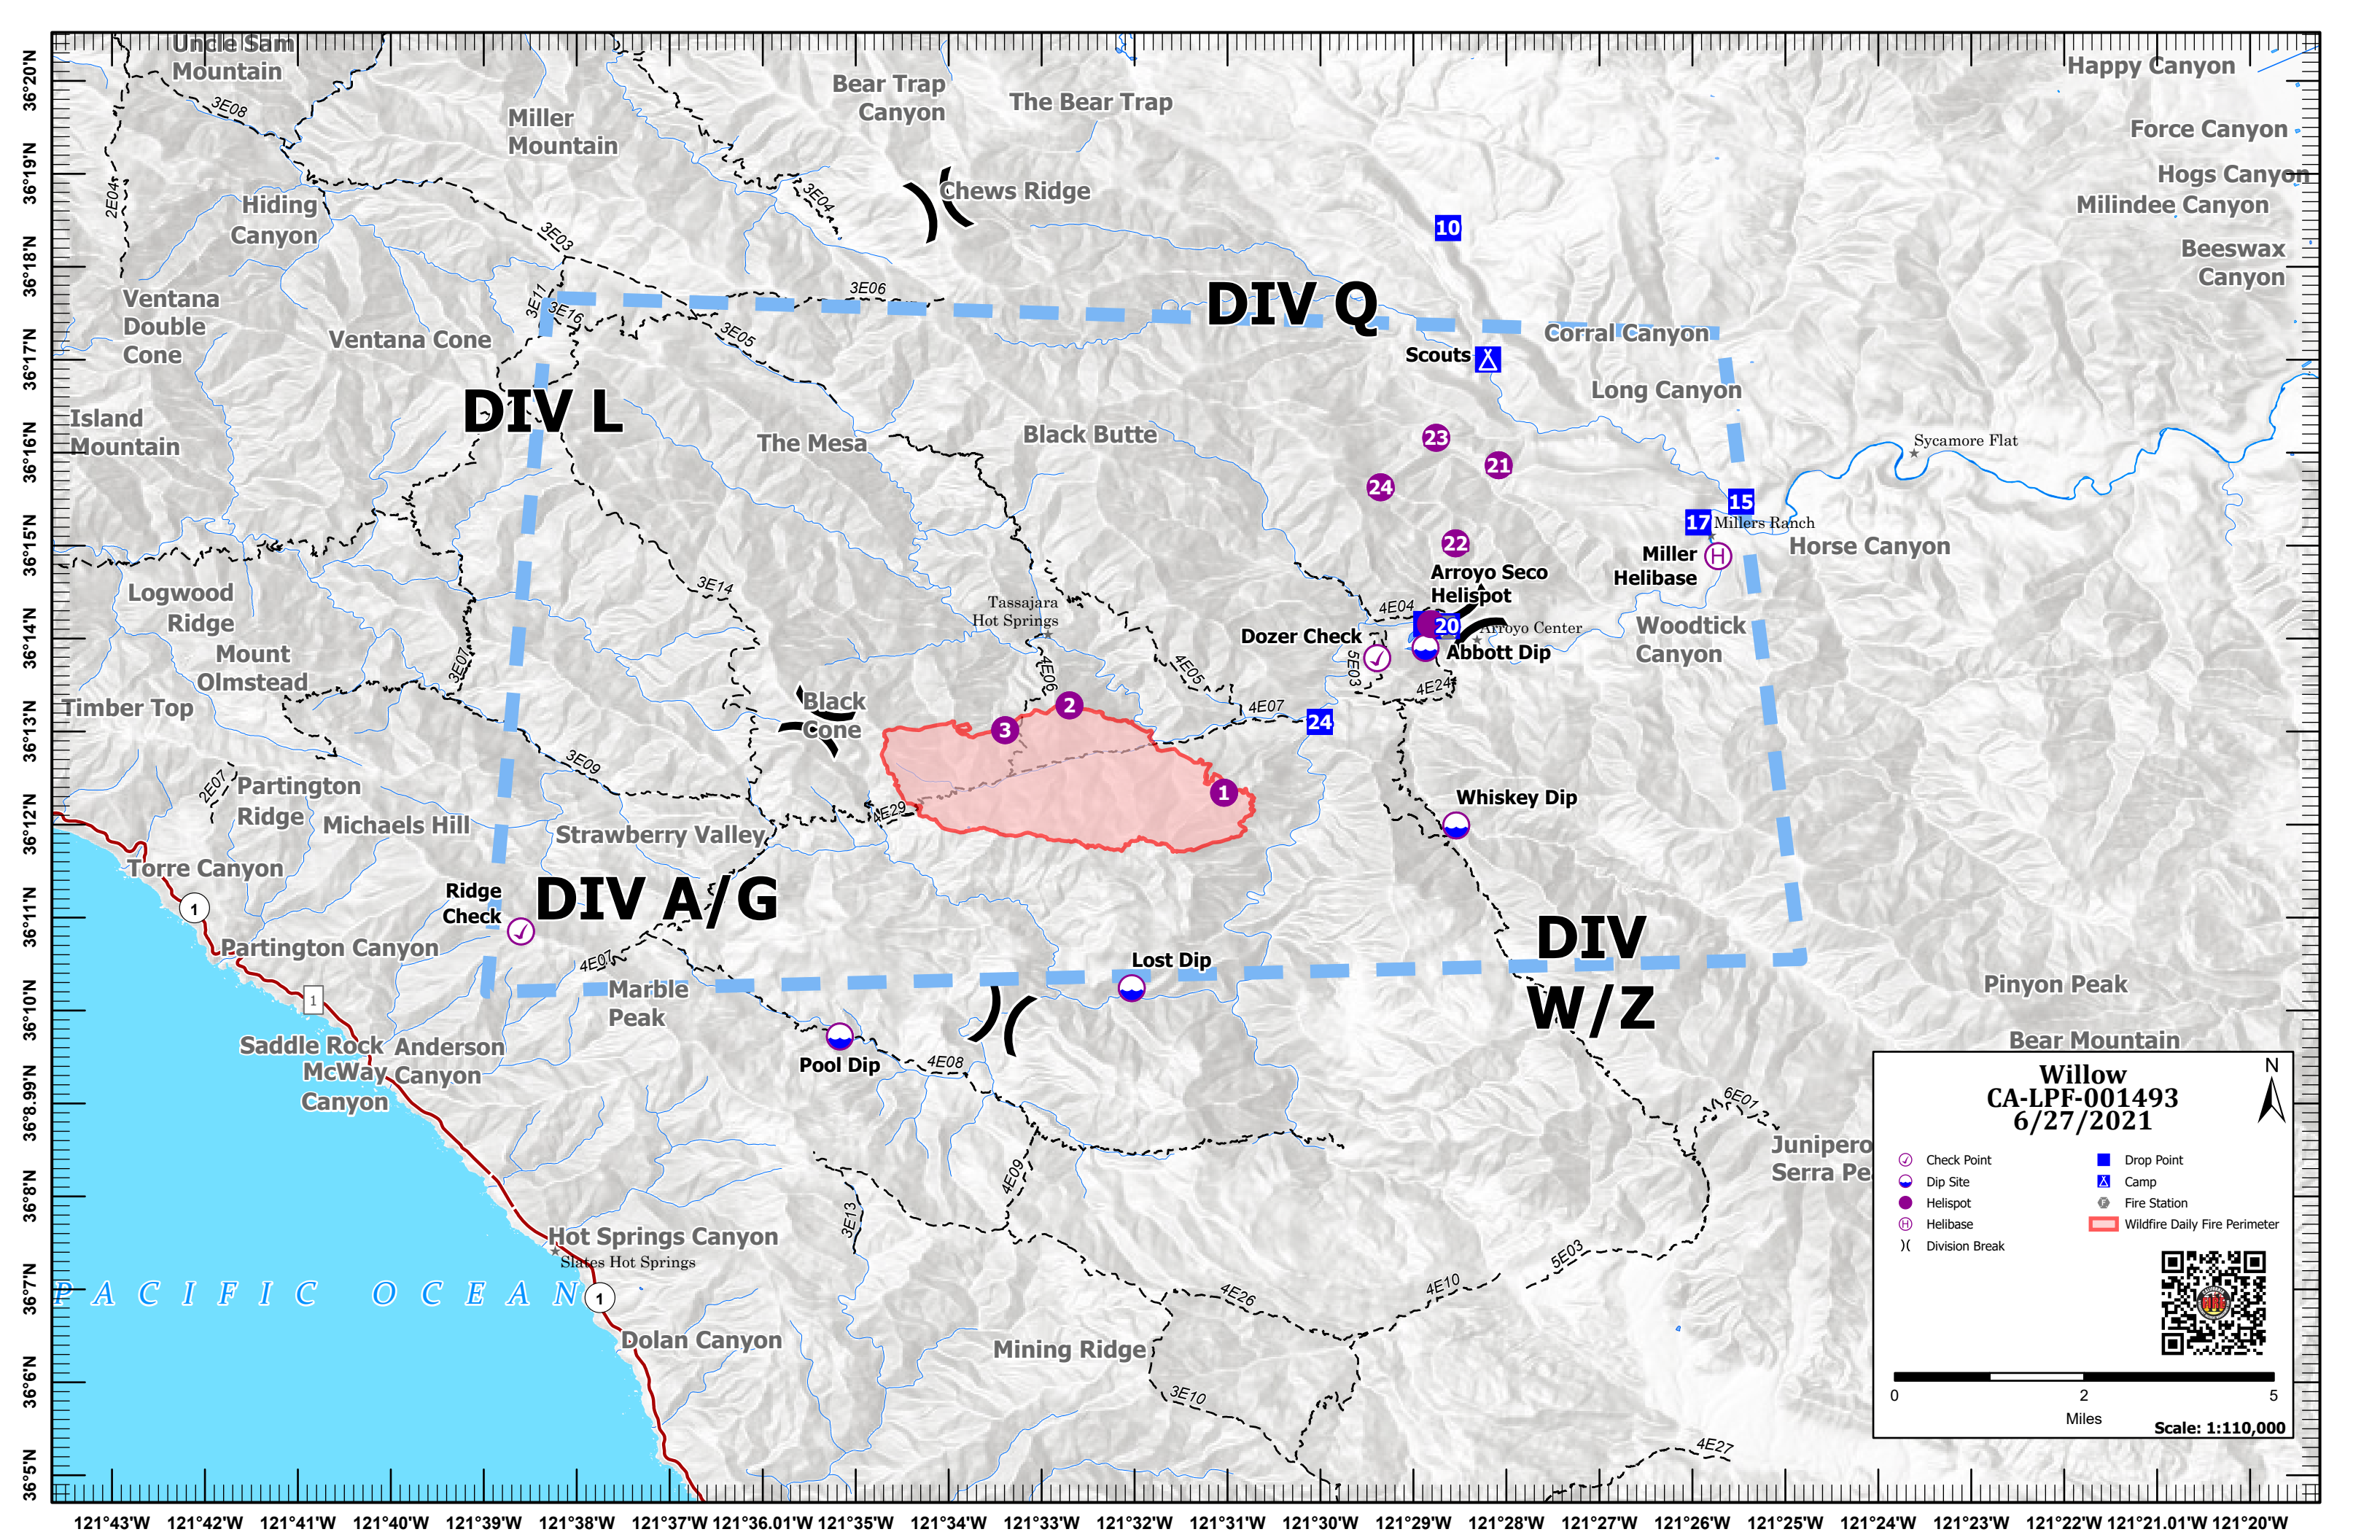 Uncle Sam
Mountain
3E08
2E04
Miller
Mountain
Bear Trap
Canyon
The Bear Trap
3E04
Chews Ridge
Happy Canyon
Force Canyon
Hogs Canyon
Milindee Canyon
Beeswax
Canyon
Hiding
Canyon
3E03
10
Ventana
Double
Cone
Ventana Cone
3E11
3E16
3E06
3E05
DIV Q
Corral Canyon
Scouts
Long Canyon
DIV L
Island
Mountain
The Mesa
Black Butte
23
21
24
22
Sycamore Flat
15
17
Millers Ranch
Miller
Helibase
H
Horse Canyon
Logwood
Ridge
Mount
Olmstead
Timber Top
3E07
3E14
Tassajara
Hot Springs
4E06
4E05
Arroyo Seco
Helispot
4E04
20
Arroyo Center
Dozer Check
Abbott Dip
5E03
4E24
Woodtick
Canyon
4E07
24
Black
Cone
2
3
1
3E09
2E07
Partington
Ridge
Michaels Hill
Strawberry Valley
4E29
Whiskey Dip
Torre Canyon
1
Ridge
Check
DIV A/G
Partington Canyon
4E07
Marble
Peak
Lost Dip
DIV
W/Z
Pinyon Peak
Bear Mountain
1
Saddle Rock
Anderson
Canyon
McWay
Canyon
Pool Dip
4E08
4E09
3E13
6E01
Junipero
Serra Pe
Hot Springs Canyon
Slates Hot Springs
PACIFIC OCEAN
1
Dolan Canyon
Mining Ridge
4E26
4E10
5E03
3E10
4E27
Willow
CA-LPF-001493
6/27/2021
N
Check Point
Dip Site
Helispot
H Helibase
)( Division Break
Drop Point
Camp
F Fire Station
Wildfire Daily Fire Perimeter
0 2 5
Miles
Scale: 1:110,000
36°20'N
36°19'N
36°18'N
36°17'N
36°16'N
36°15'N
36°14'N
36°13'N
36°12'N
36°11'N
36°10'N
36°8.99'N
36°8'N
36°7'N
36°6'N
36°5'N
121°43'W 121°42'W 121°41'W 121°40'W 121°39'W 121°38'W 121°37'W 121°36.01'W 121°35'W 121°34'W 121°33'W 121°32'W 121°31'W 121°30'W 121°29'W 121°28'W 121°27'W 121°26'W 121°25'W 121°24'W 121°23'W 121°22'W 121°21.01'W 121°20'W